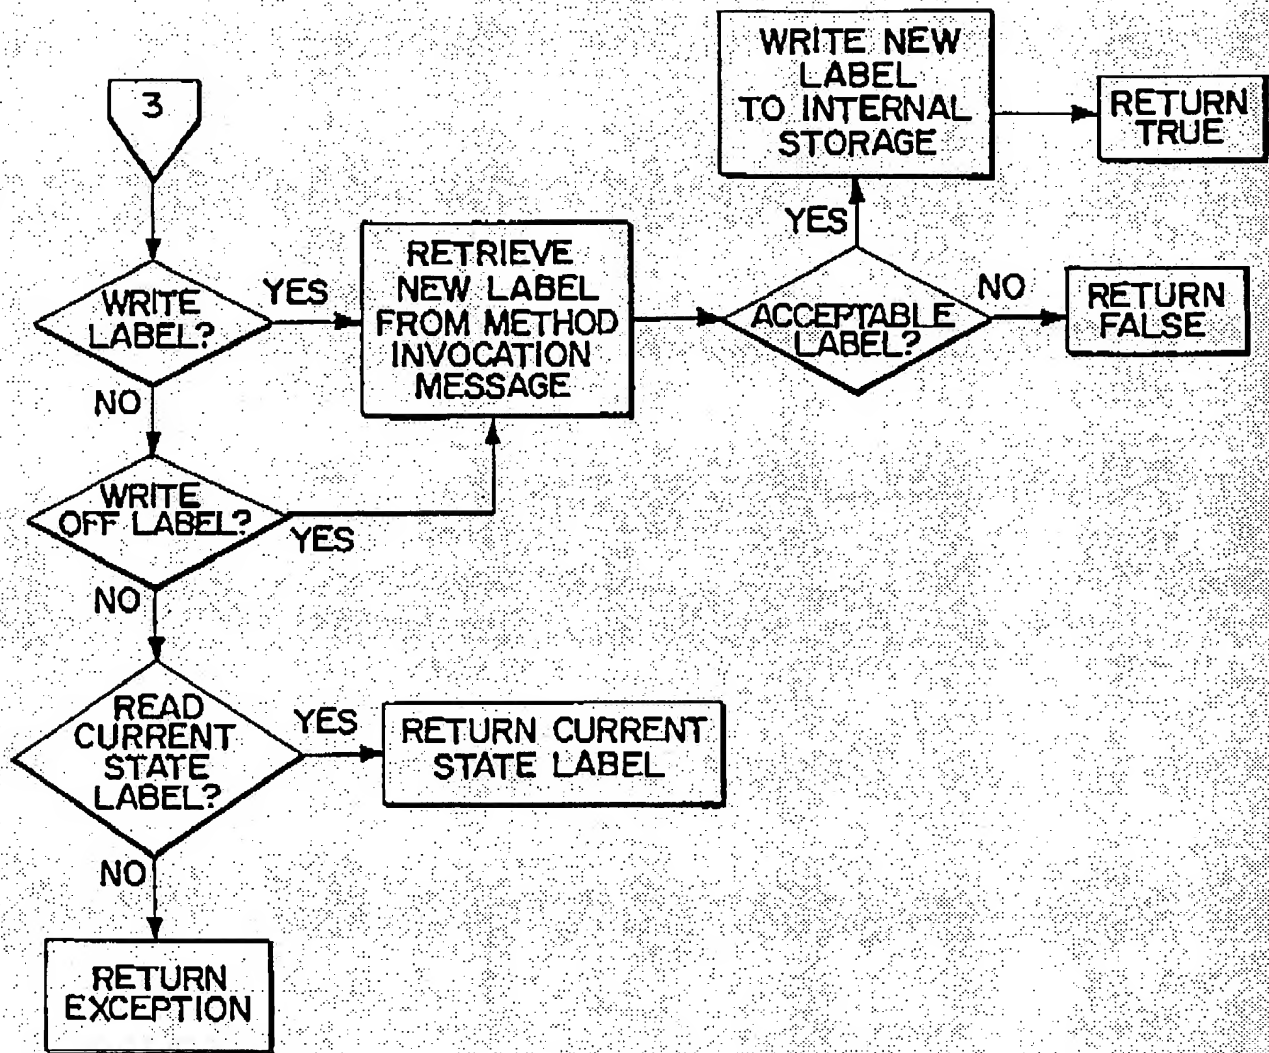 WRITE NEW
LABEL
TO INTERNAL
STORAGE
RETURN
TRUE
3
YES
RETRIEVE
NEW LABEL
FROM METHOD
INVOCATION
MESSAGE
WRITE
LABEL?
YES
ACCEPTABLE
LABEL?
NO
RETURN
FALSE
NO
WRITE
OFF LABEL?
YES
NO
READ
CURRENT
STATE
LABEL?
YES
RETURN CURRENT
STATE LABEL
NO
RETURN
EXCEPTION